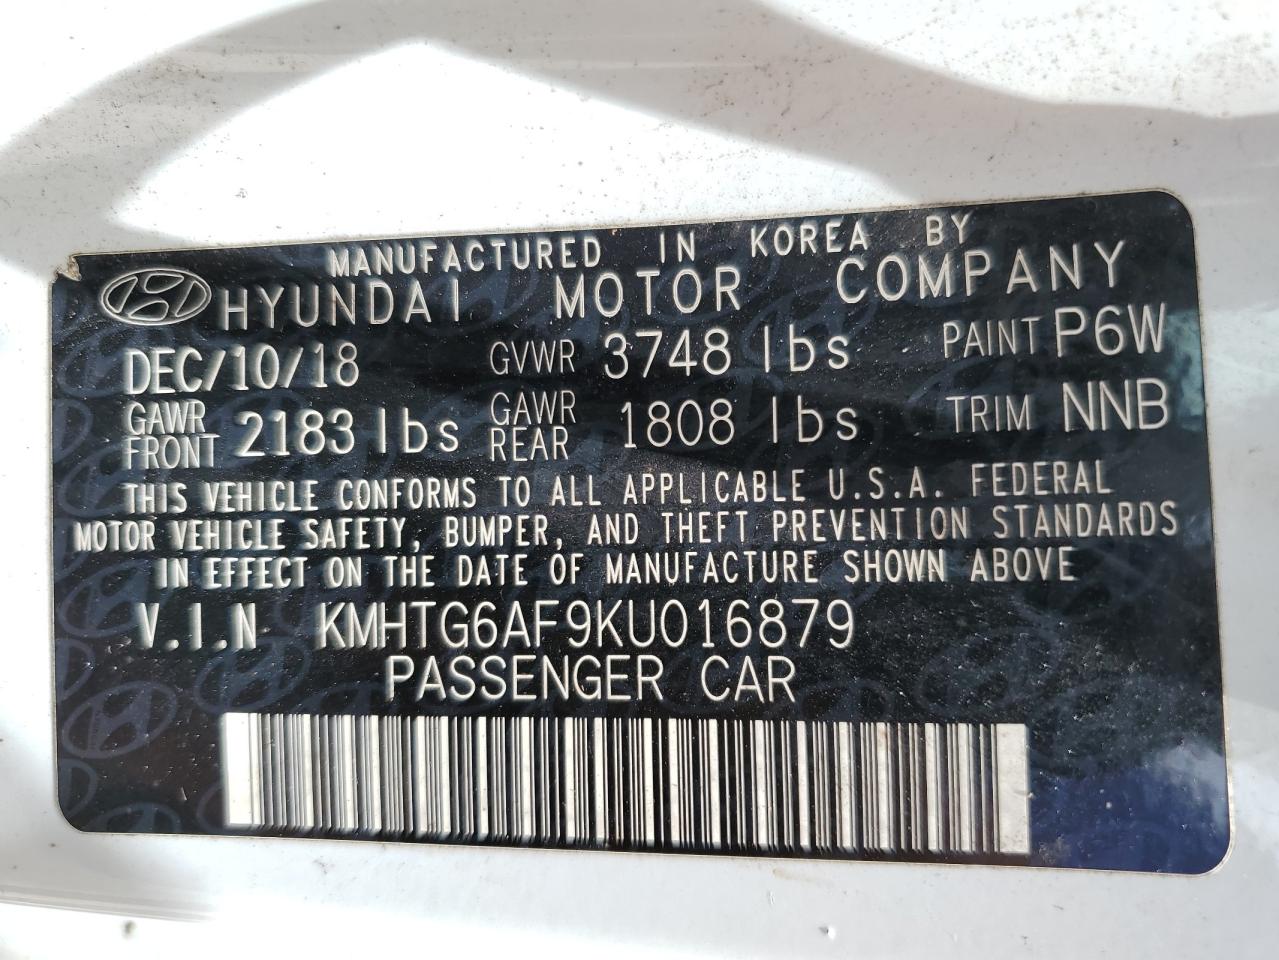 MANUFACTURED IN KOREA BY
HYUNDAI MOTOR COMPANY
DEC/10/18 GVWR 3748 lbs PAINT P6W
GAWR FRONT 2183 lbs GAWR REAR 1808 lbs TRIM NNB
THIS VEHICLE CONFORMS TO ALL APPLICABLE U.S.A. FEDERAL
MOTOR VEHICLE SAFETY, BUMPER, AND THEFT PREVENTION STANDARDS
IN EFFECT ON THE DATE OF MANUFACTURE SHOWN ABOVE
V.I.N KMHTG6AF9KU016879
PASSENGER CAR